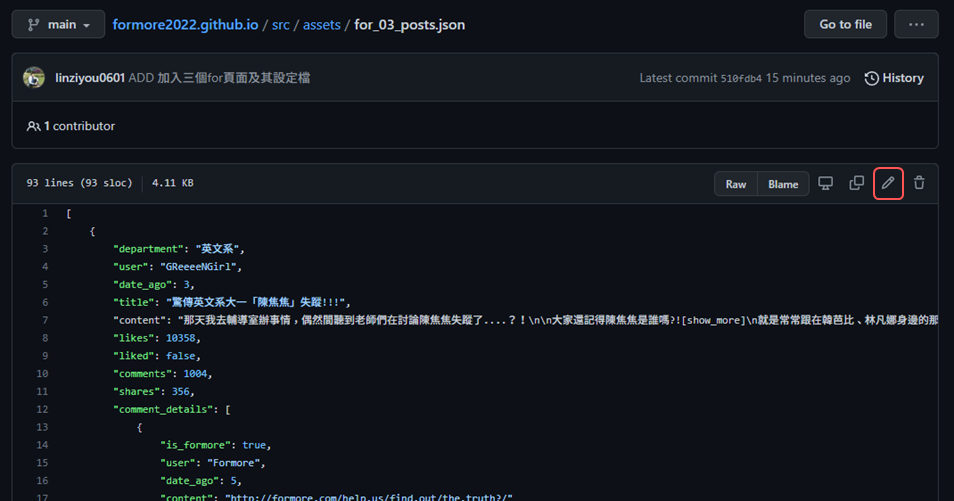 main formore2022.github.io / src / assets / for_03_posts.json Go to file ...
linziyou0601 ADD 加入三個for頁面及其設定檔 Latest commit 510fdb4 15 minutes ago History
1 contributor
93 lines (93 sloc) 4.11 KB Raw Blame
1 [
2 {
3 "department": "英文系",
4 "user": "GReeeeNGirl",
5 "date_ago": 3,
6 "title": "驚傳英文系大一「陳焦焦」失蹤!!!",
7 "content": "那天我去輔導室辦事情，偶然間聽到老師們在討論陳焦焦失蹤了....？！\n\n大家還記得陳焦焦是誰嗎?![show_more]\n就是常常跟在韓芭比、林凡娜身邊的那
8 "likes": 10358,
9 "liked": false,
10 "comments": 1004,
11 "shares": 356,
12 "comment_details": [
13 {
14 "is_formore": true,
15 "user": "Formore",
16 "date_ago": 5,
17 "content": "http://formore.com/help.us/find.out/the.truth?/"